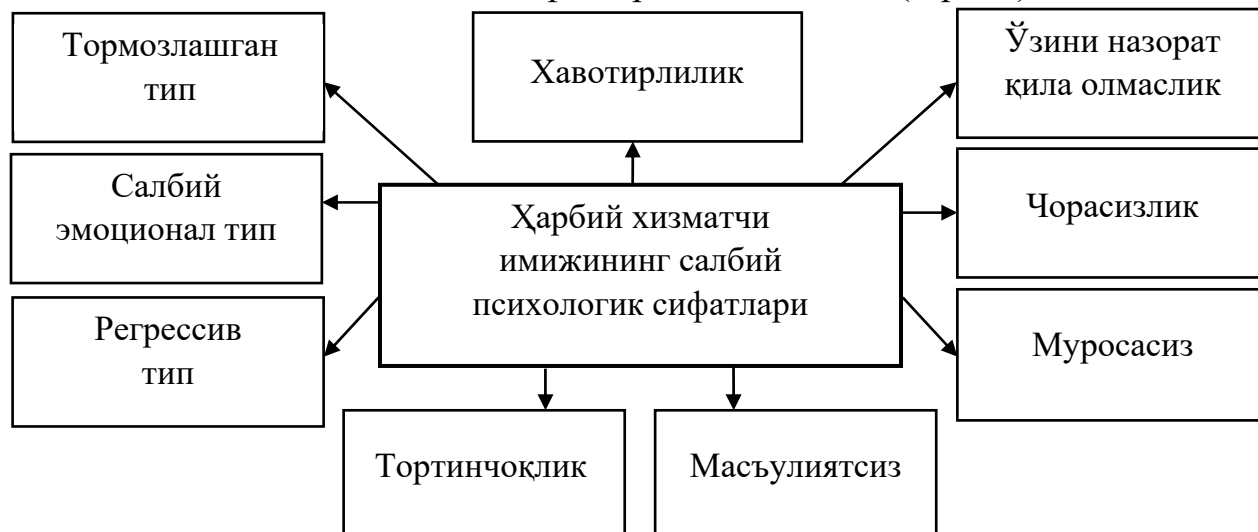 Тормозлашган
тип
Хавотирлилик
Ўзини назорат
қила олмаслик
Салбий
эмоционал тип
Ҳарбий хизматчи
имижининг салбий
психологик сифатлари
Чорасизлик
Регрессив
тип
Муросасиз
Тортинчоқлик
Масъулиятсиз